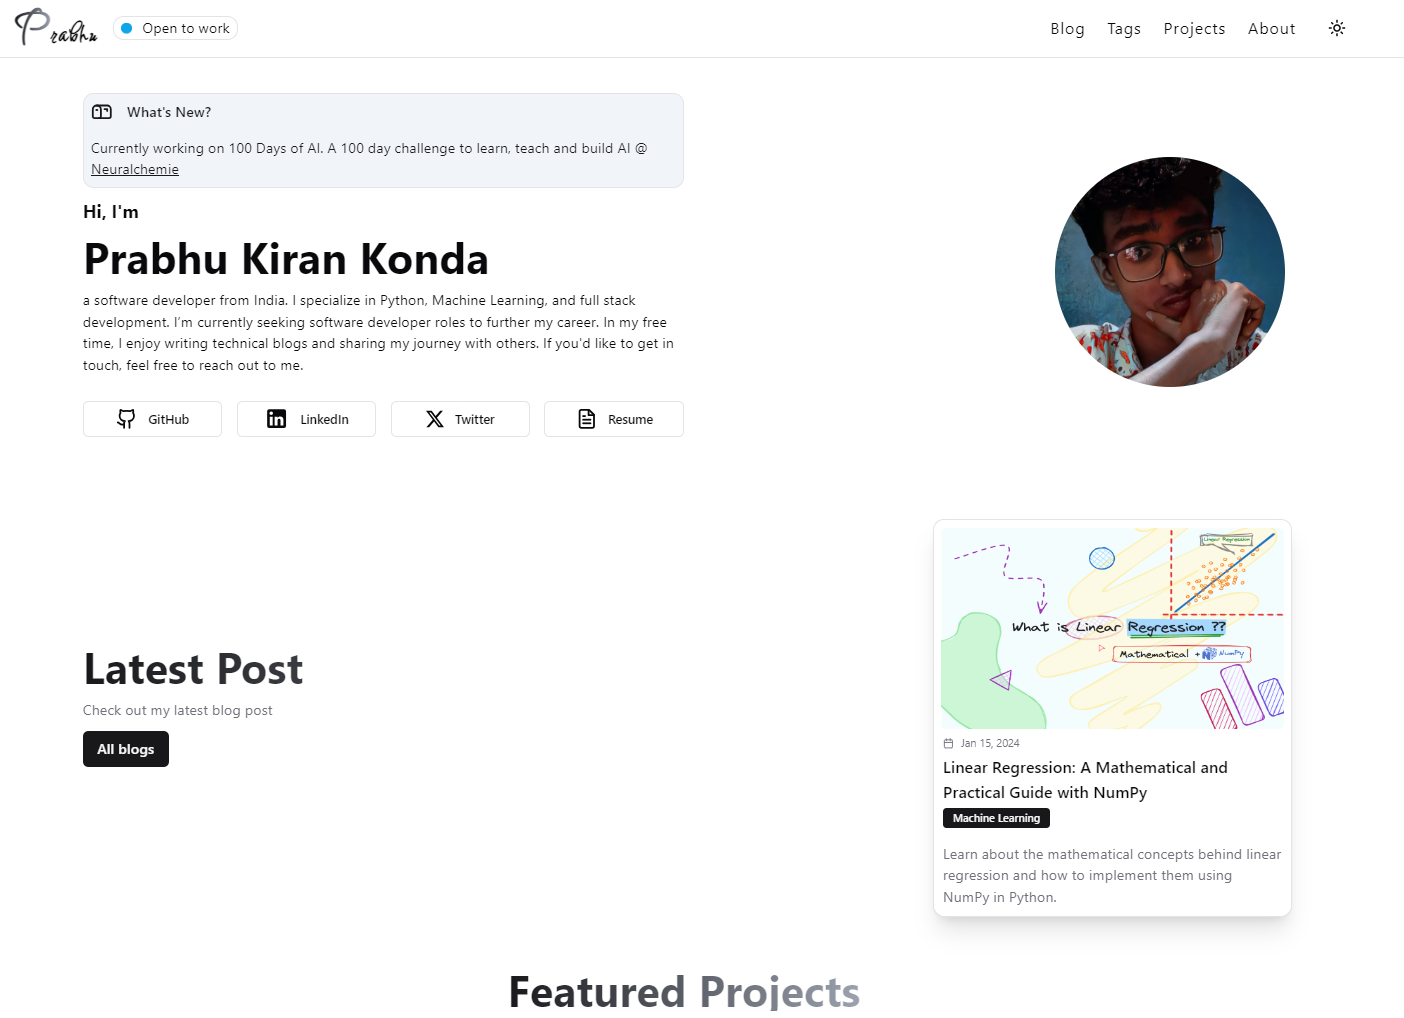 Prabhu
Open to work
Blog
Tags
Projects
About
What's New?
Currently working on 100 Days of AI. A 100 day challenge to learn, teach and build AI @
Neuralchemie
Hi, I'm
Prabhu Kiran Konda
a software developer from India. I specialize in Python, Machine Learning, and full stack
development. I’m currently seeking software developer roles to further my career. In my free
time, I enjoy writing technical blogs and sharing my journey with others. If you'd like to get in
touch, feel free to reach out to me.
GitHub
LinkedIn
Twitter
Resume
Latest Post
Check out my latest blog post
All blogs
Linear Regression
What is Linear Regression ??
Mathematical + NumPy
Jan 15, 2024
Linear Regression: A Mathematical and
Practical Guide with NumPy
Machine Learning
Learn about the mathematical concepts behind linear
regression and how to implement them using
NumPy in Python.
Featured Projects